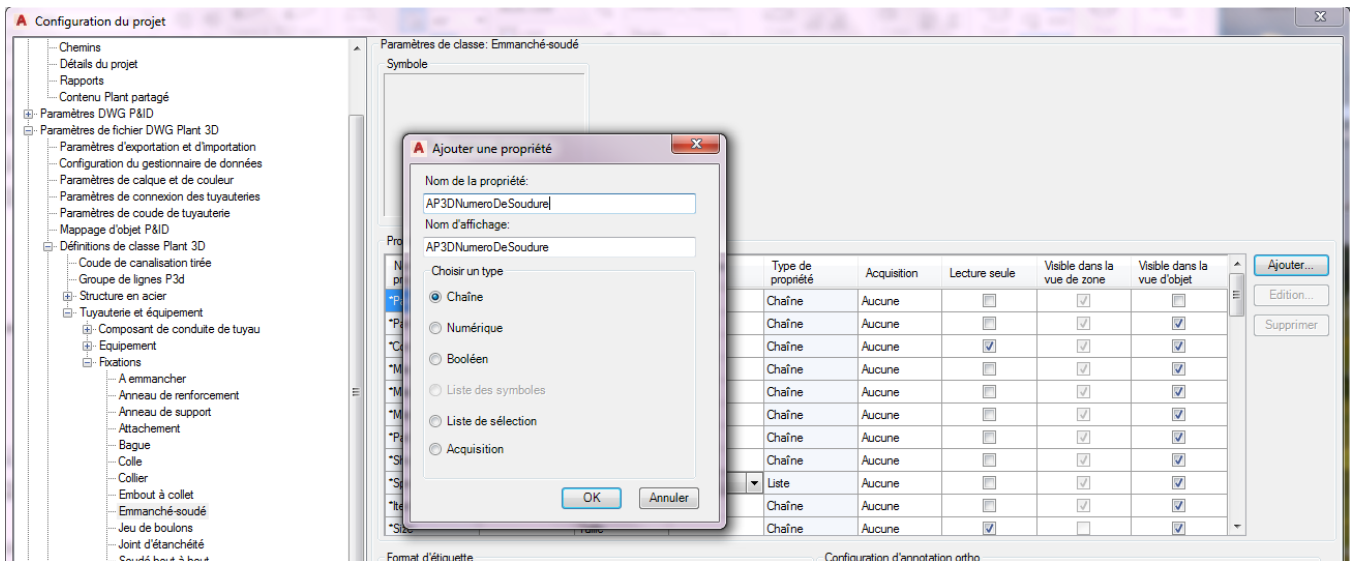 Configuration du projet
Chemins
Détails du projet
Rapports
Contenu Plant partagé
Paramètres DWG P&ID
Paramètres de fichier DWG Plant 3D
Paramètres d'exportation et d'importation
Configuration du gestionnaire de données
Paramètres de calque et de couleur
Paramètres de connexion des tuyauteries
Paramètres de coude de tuyauterie
Mappage d'objet P&ID
Définitions de classe Plant 3D
Coude de canalisation tirée
Groupe de lignes P3d
Structure en acier
Tuyauterie et équipement
Composant de conduite de tuyau
Equipement
Fixations
A emmancher
Anneau de renforcement
Anneau de support
Attachement
Bague
Colle
Collier
Embout à collet
Emmanché-soudé
Jeu de boulons
Joint d'étanchéité
Soudé bout à bout
Paramètres de classe: Emmanché-soudé
Symbole
Ajouter une propriété
Nom de la propriété:
AP3DNumeroDeSoudure
Nom d'affichage:
AP3DNumeroDeSoudure
Choisir un type
Chaîne
Numérique
Booléen
Liste des symboles
Liste de sélection
Acquisition
OK Annuler
Type de propriété Acquisition Lecture seule Visible dans la vue de zone Visible dans la vue d'objet
Chaîne Aucune
Chaîne Aucune
Chaîne Aucune
Chaîne Aucune
Chaîne Aucune
Chaîne Aucune
Chaîne Aucune
Chaîne Aucune
Liste Aucune
Chaîne Aucune
*Size Taille Chaîne Aucune
Ajouter...
Edition...
Supprimer
Format d'étiquette
Configuration d'annotation ortho